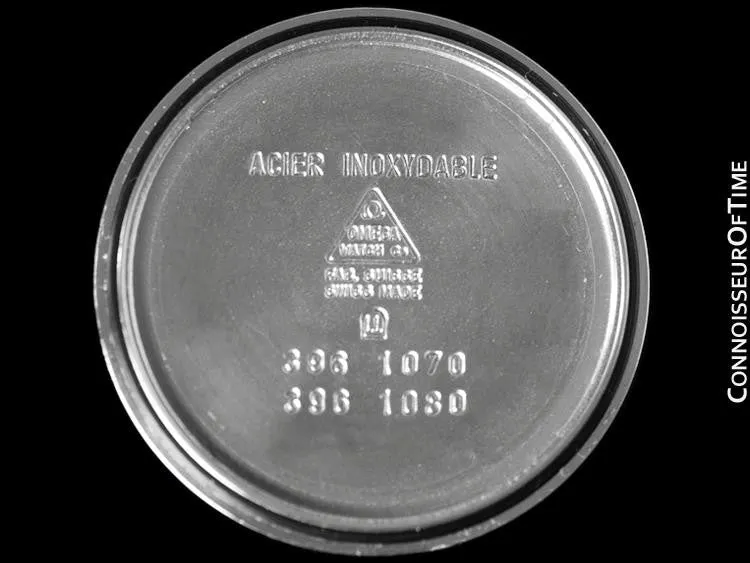 ACIER INOXYDABLE
Ω
OMEGA
WATCH Co
FAB. SUISSE
SWISS MADE
396 1070
396 1080
CONNOISSEUROFTIME